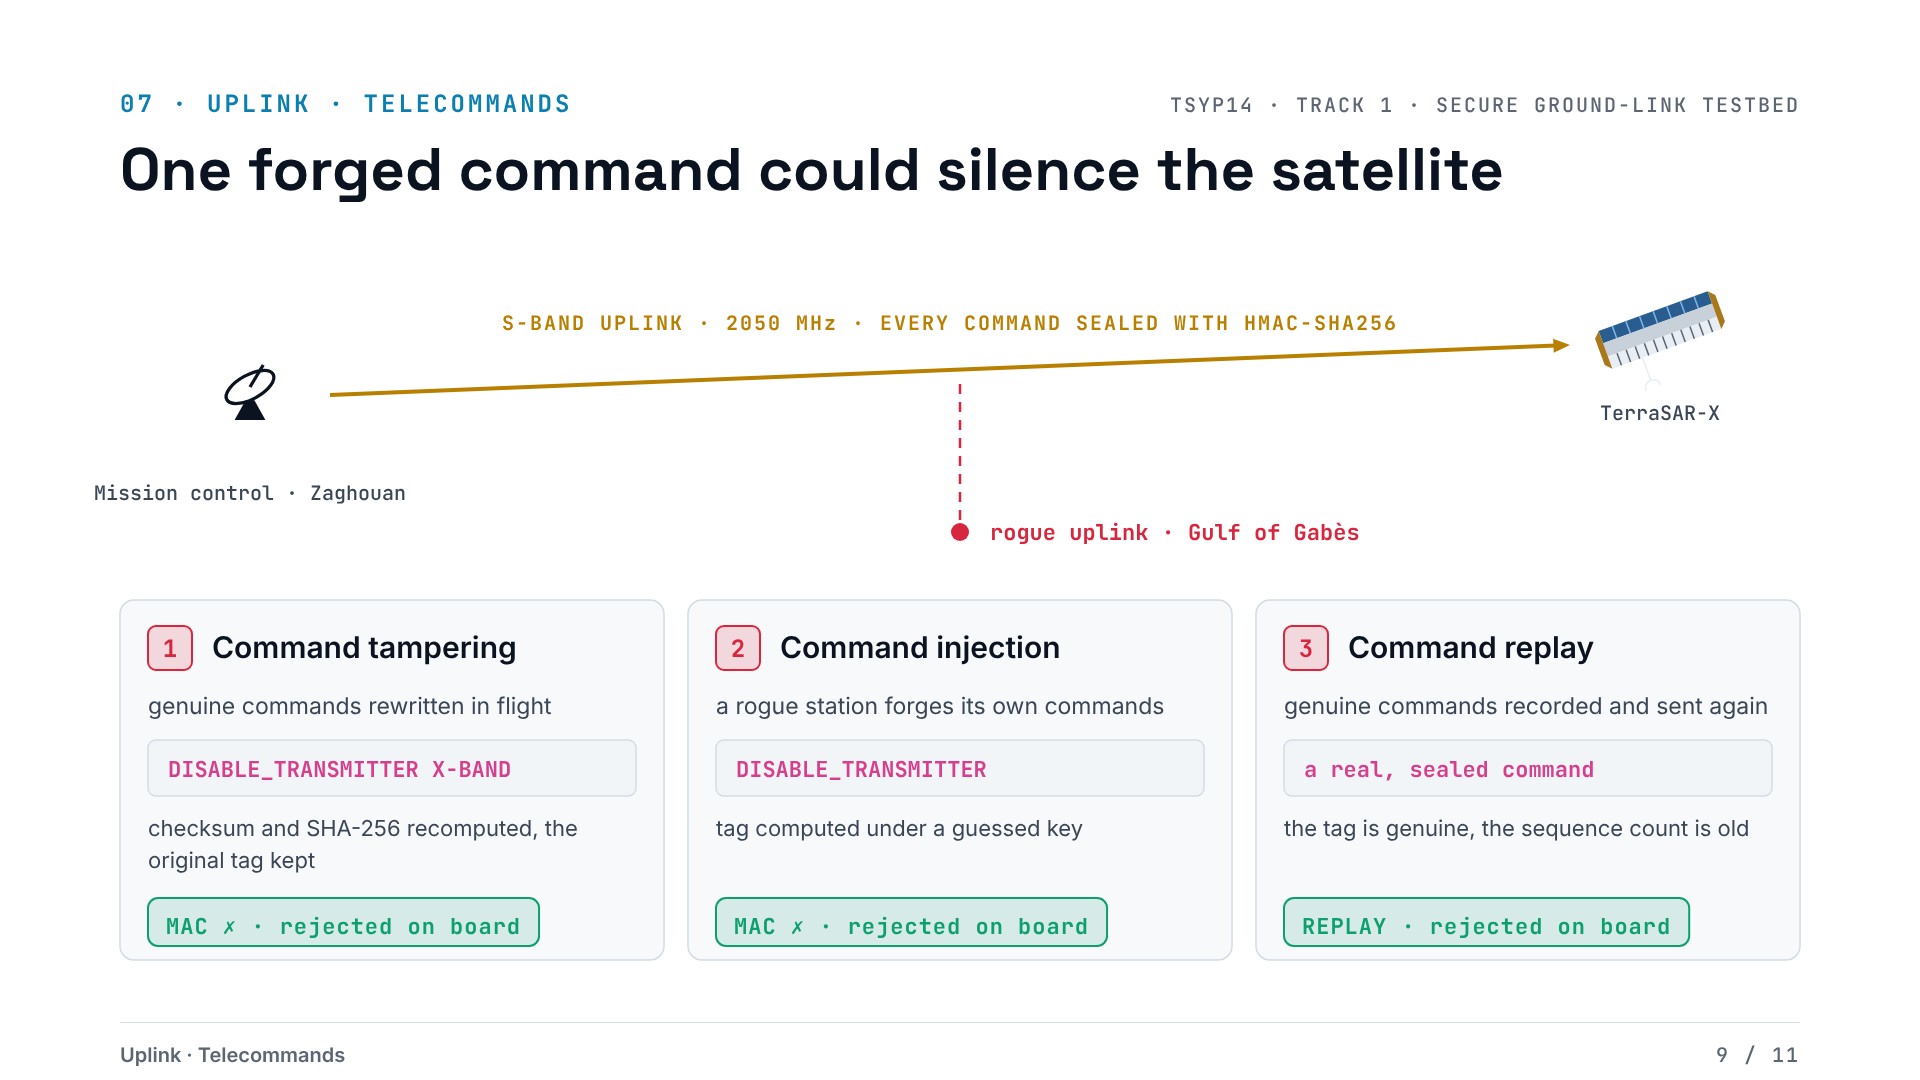 07 · UPLINK · TELECOMMANDS
TSYP14 · TRACK 1 · SECURE GROUND-LINK TESTBED
One forged command could silence the satellite
S-BAND UPLINK · 2050 MHz · EVERY COMMAND SEALED WITH HMAC-SHA256
TerraSAR-X
Mission control · Zaghouan
rogue uplink · Gulf of Gabès
1 Command tampering
genuine commands rewritten in flight
DISABLE_TRANSMITTER X-BAND
checksum and SHA-256 recomputed, the
original tag kept
MAC ✗ · rejected on board
2 Command injection
a rogue station forges its own commands
DISABLE_TRANSMITTER
tag computed under a guessed key
MAC ✗ · rejected on board
3 Command replay
genuine commands recorded and sent again
a real, sealed command
the tag is genuine, the sequence count is old
REPLAY · rejected on board
Uplink · Telecommands
9 / 11